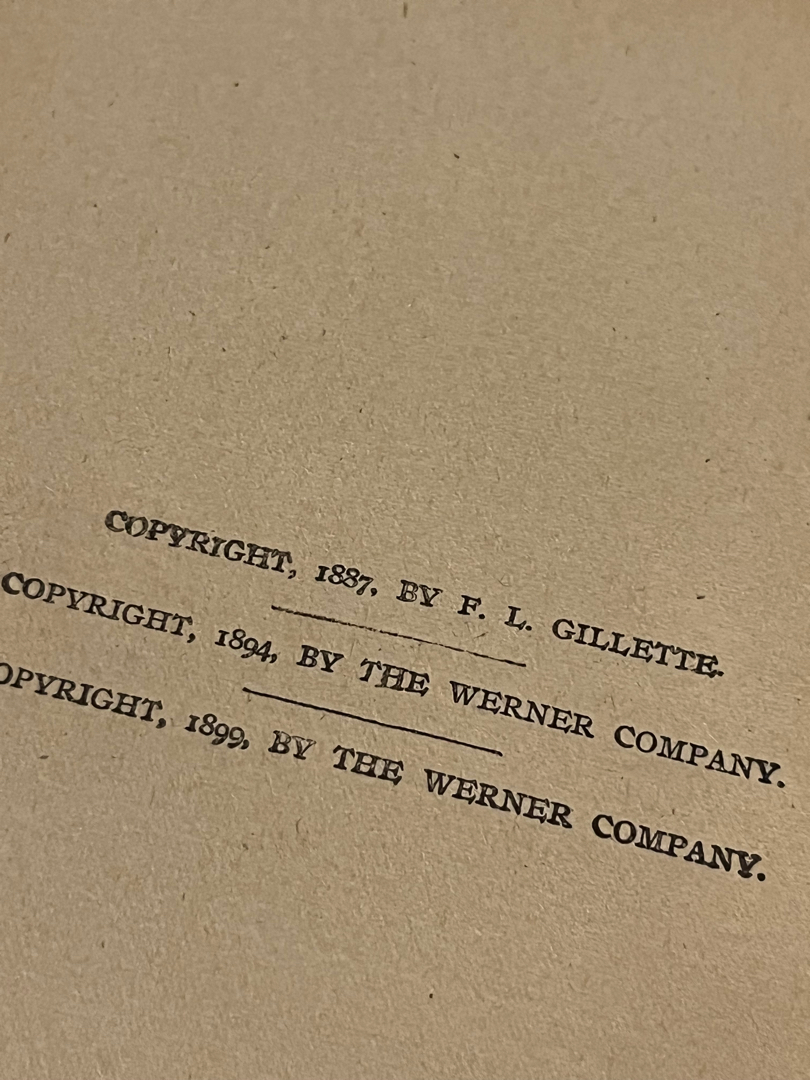 COPYRIGHT, 1887, BY F. L. GILLETTE.
COPYRIGHT, 1894, BY THE WERNER COMPANY.
OPYRIGHT, 1899, BY THE WERNER COMPANY.